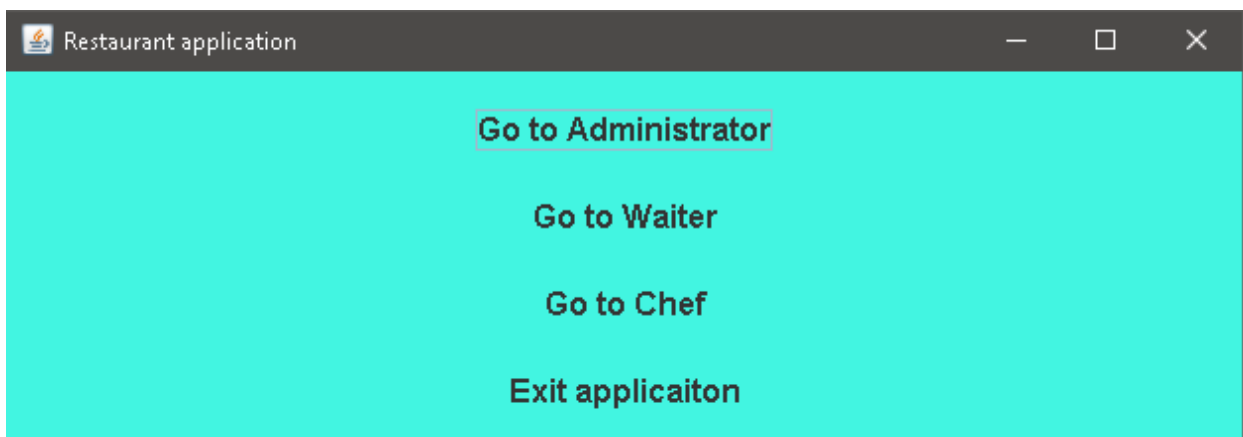 Restaurant application
Go to Administrator
Go to Waiter
Go to Chef
Exit applicaiton